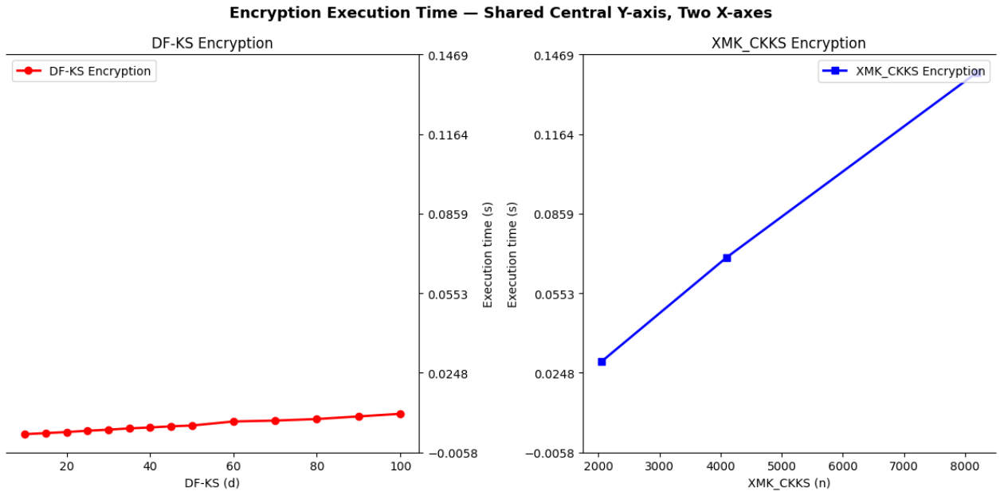 Encryption Execution Time — Shared Central Y-axis, Two X-axes
DF-KS Encryption
DF-KS Encryption
0.1469
0.1164
0.0859
0.0553
0.0248
−0.0058
Execution time (s)
20
40
60
80
100
DF-KS (d)
XMK_CKKS Encryption
XMK_CKKS Encryption
Execution time (s)
0.1469
0.1164
0.0859
0.0553
0.0248
−0.0058
2000
3000
4000
5000
6000
7000
8000
XMK_CKKS (n)